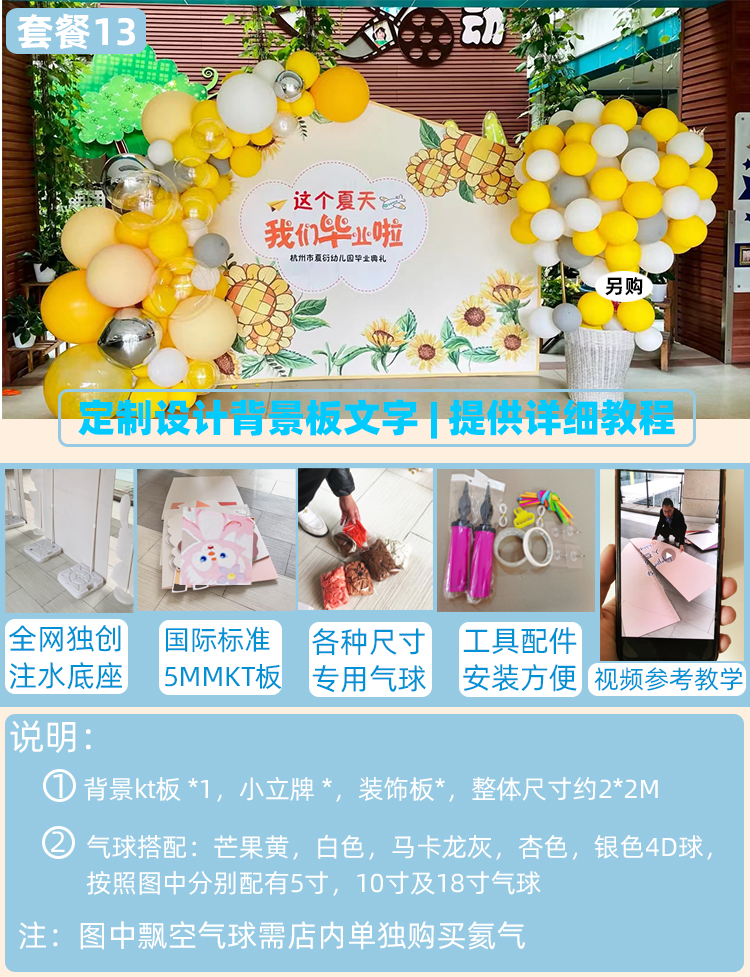 套餐13
动
这个夏天
我们毕业啦
杭州市夏衍幼儿园毕业典礼
另购
定制设计背景板文字 | 提供详细教程
全网独创
注水底座
国际标准
5MMKT板
各种尺寸
专用气球
工具配件
安装方便
视频参考教学
说明：
① 背景kt板 *1，小立牌 *，装饰板*，整体尺寸约2*2M
② 气球搭配：芒果黄，白色，马卡龙灰，杏色，银色4D球，
按照图中分别配有5寸，10寸及18寸气球
注：图中飘空气球需店内单独购买氦气